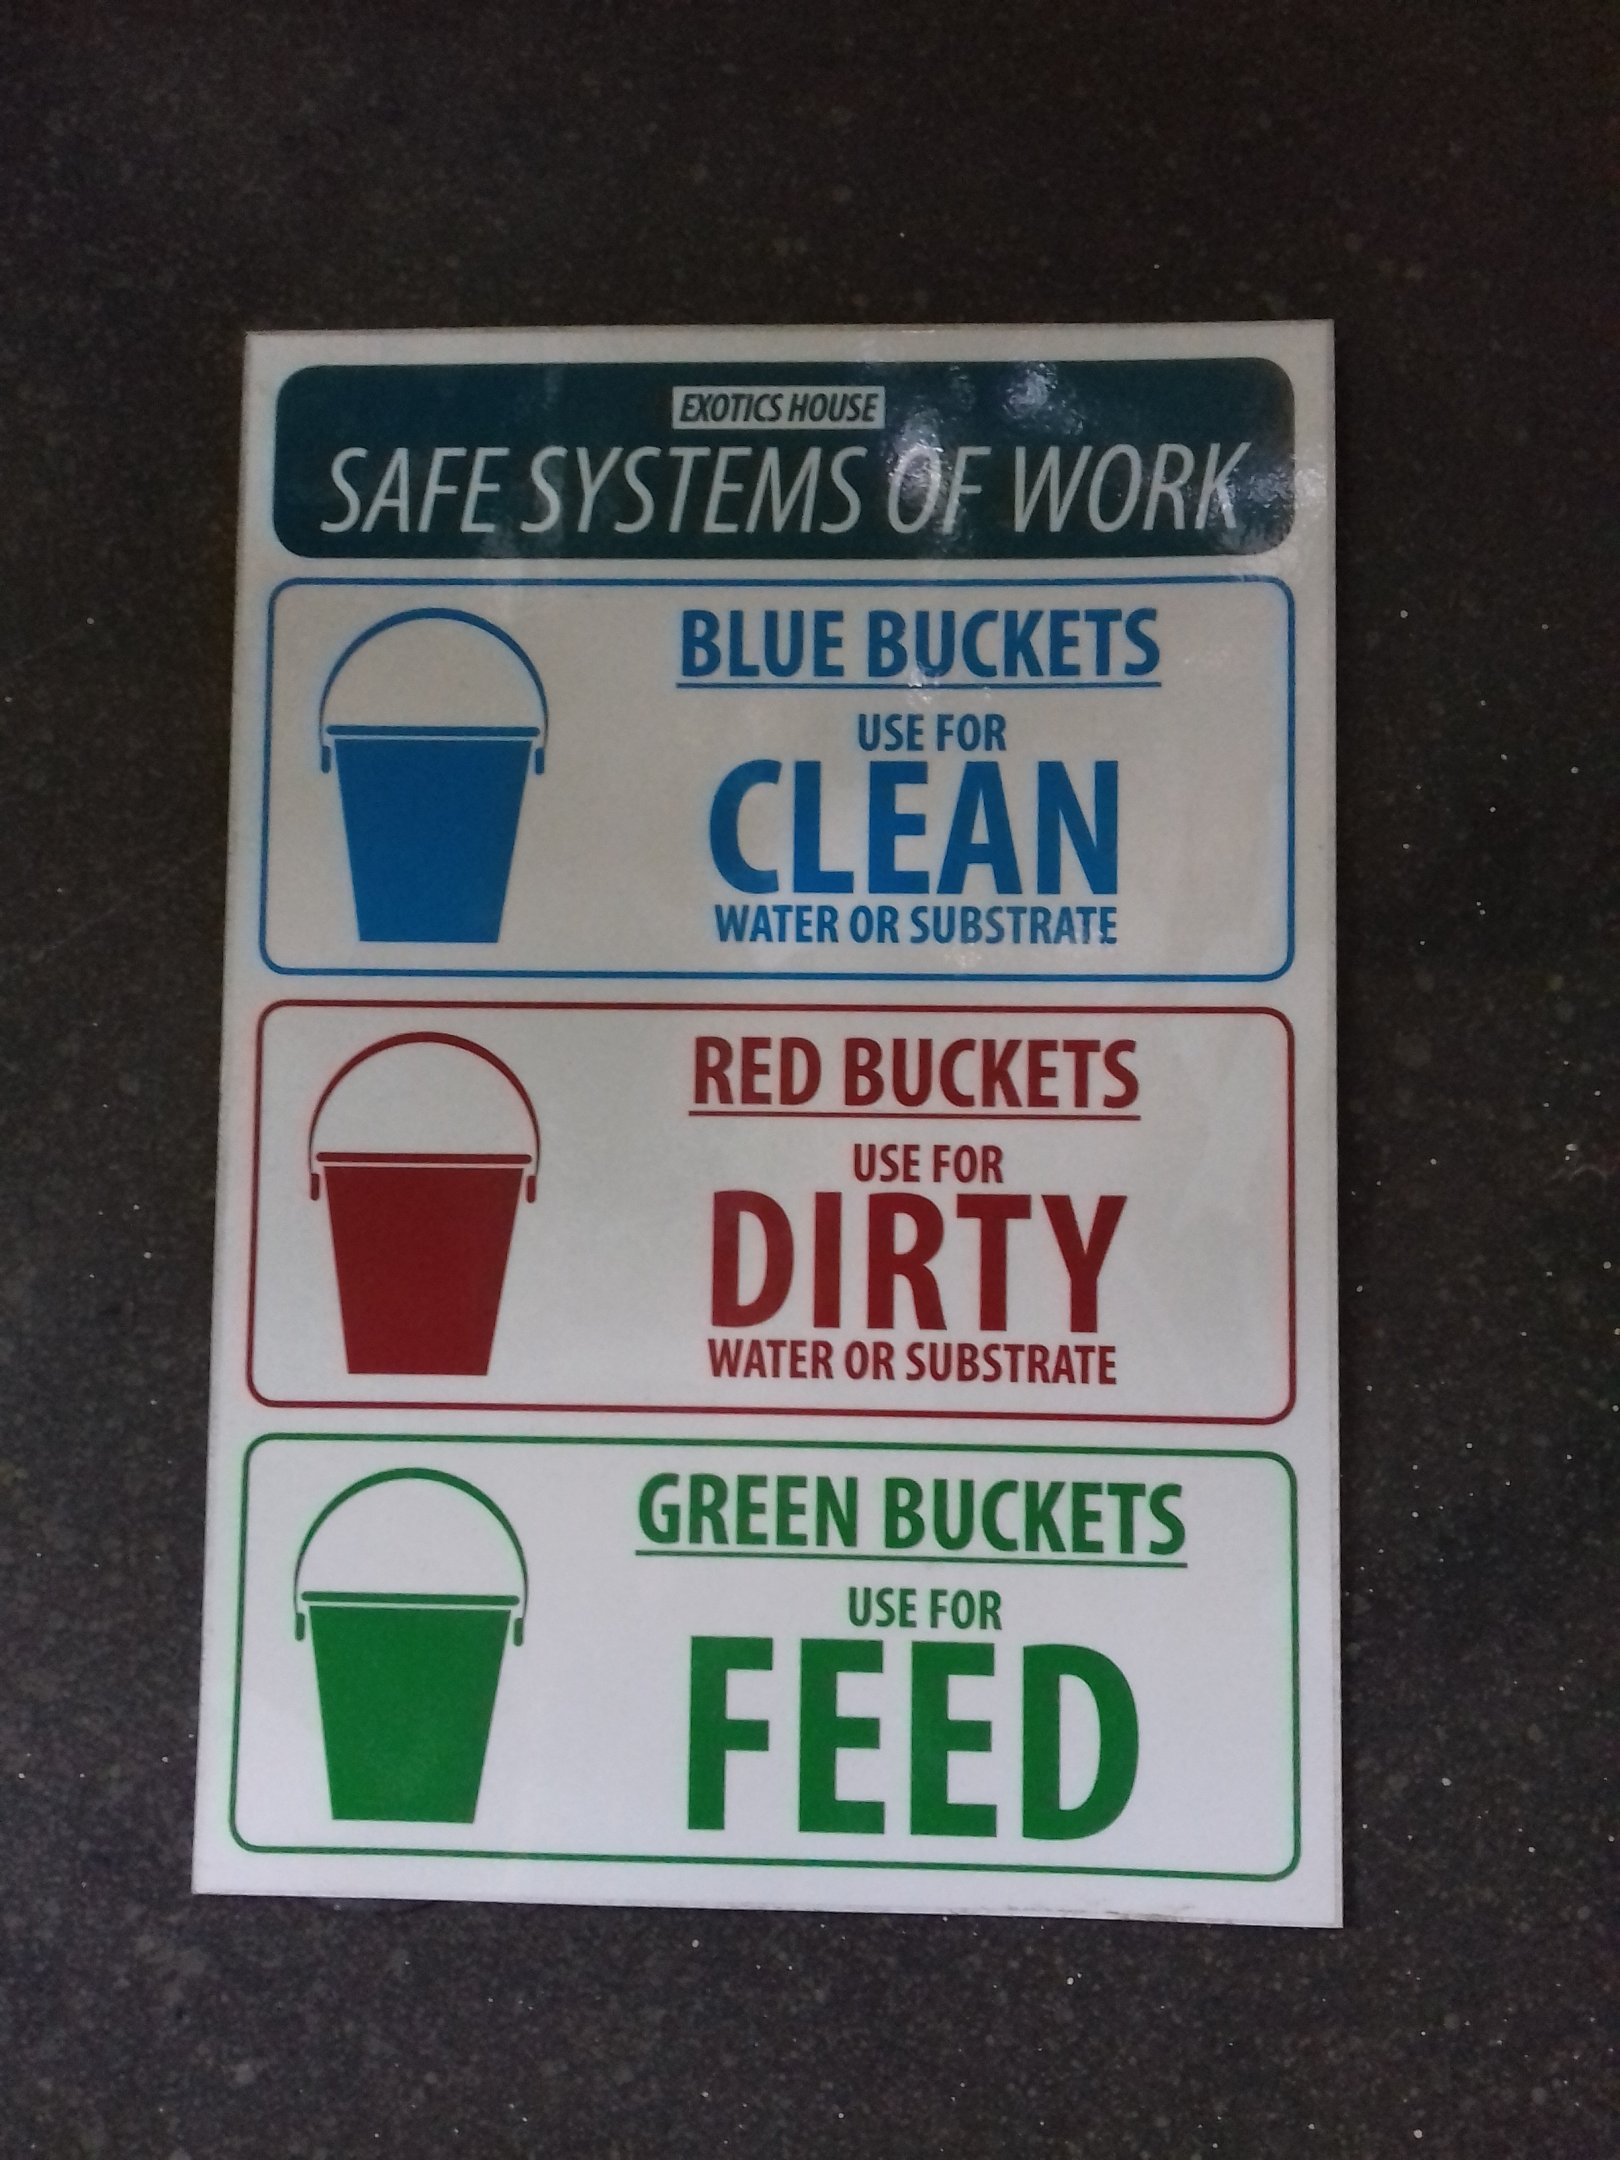 EXOTICS HOUSE
SAFE SYSTEMS OF WORK
BLUE BUCKETS
USE FOR
CLEAN
WATER OR SUBSTRATE
RED BUCKETS
USE FOR
DIRTY
WATER OR SUBSTRATE
GREEN BUCKETS
USE FOR
FEED